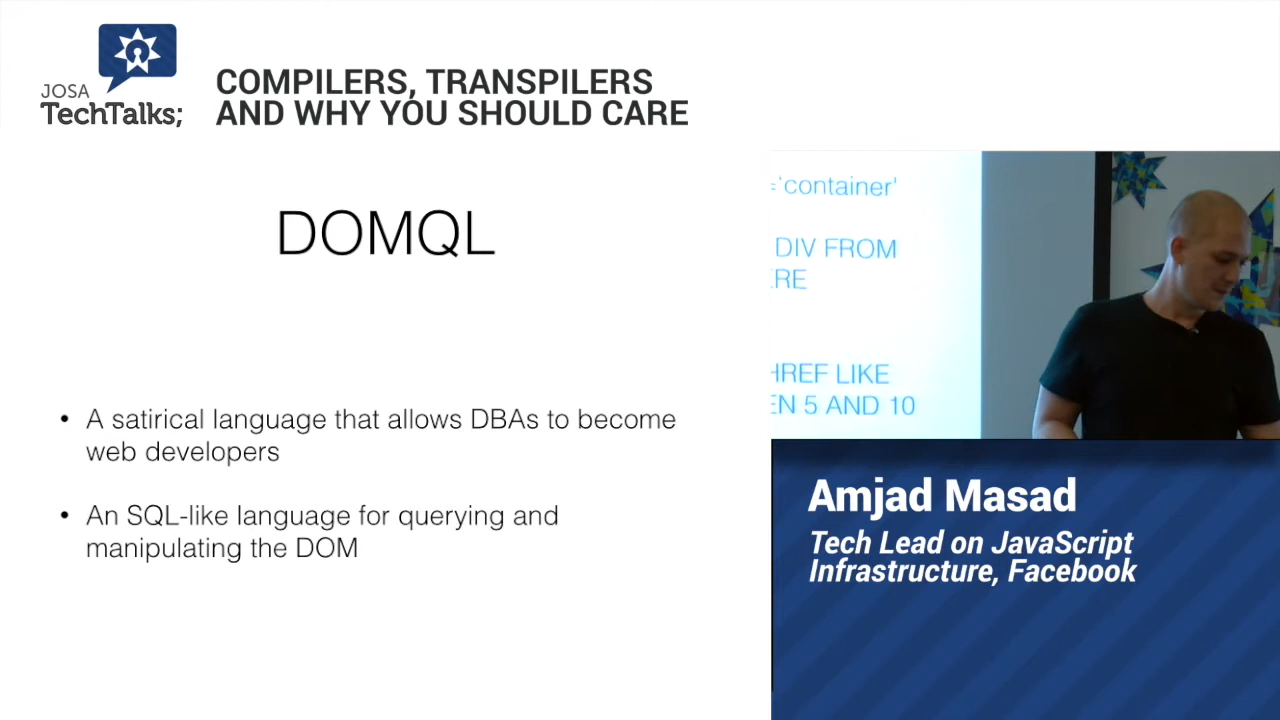 JOSA
TechTalks;
COMPILERS, TRANSPILERS
AND WHY YOU SHOULD CARE
DOMQL
• A satirical language that allows DBAs to become
web developers
• An SQL-like language for querying and
manipulating the DOM
='container'
DIV FROM
ERE
HREF LIKE
EN 5 AND 10
Amjad Masad
Tech Lead on JavaScript
Infrastructure, Facebook